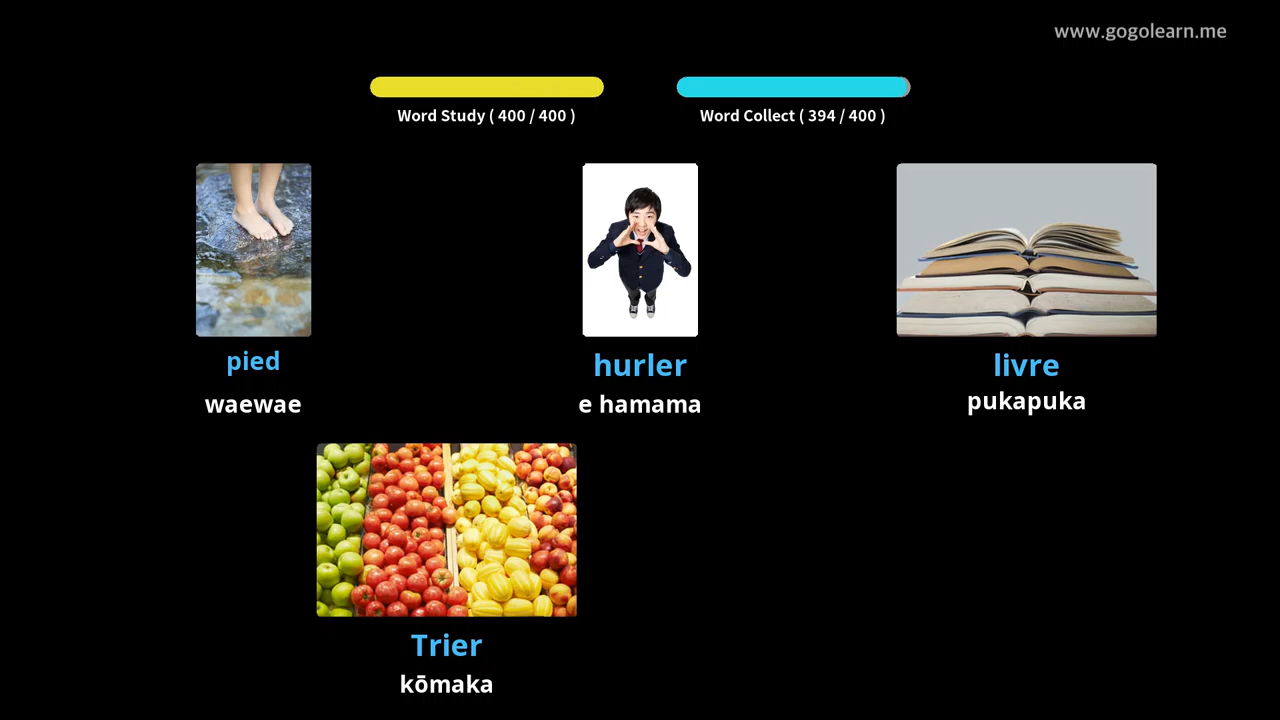 www.gogolearn.me
Word Study ( 400 / 400 )
Word Collect ( 394 / 400 )
pied
waewae
hurler
e hamama
livre
pukapuka
Trier
kōmaka